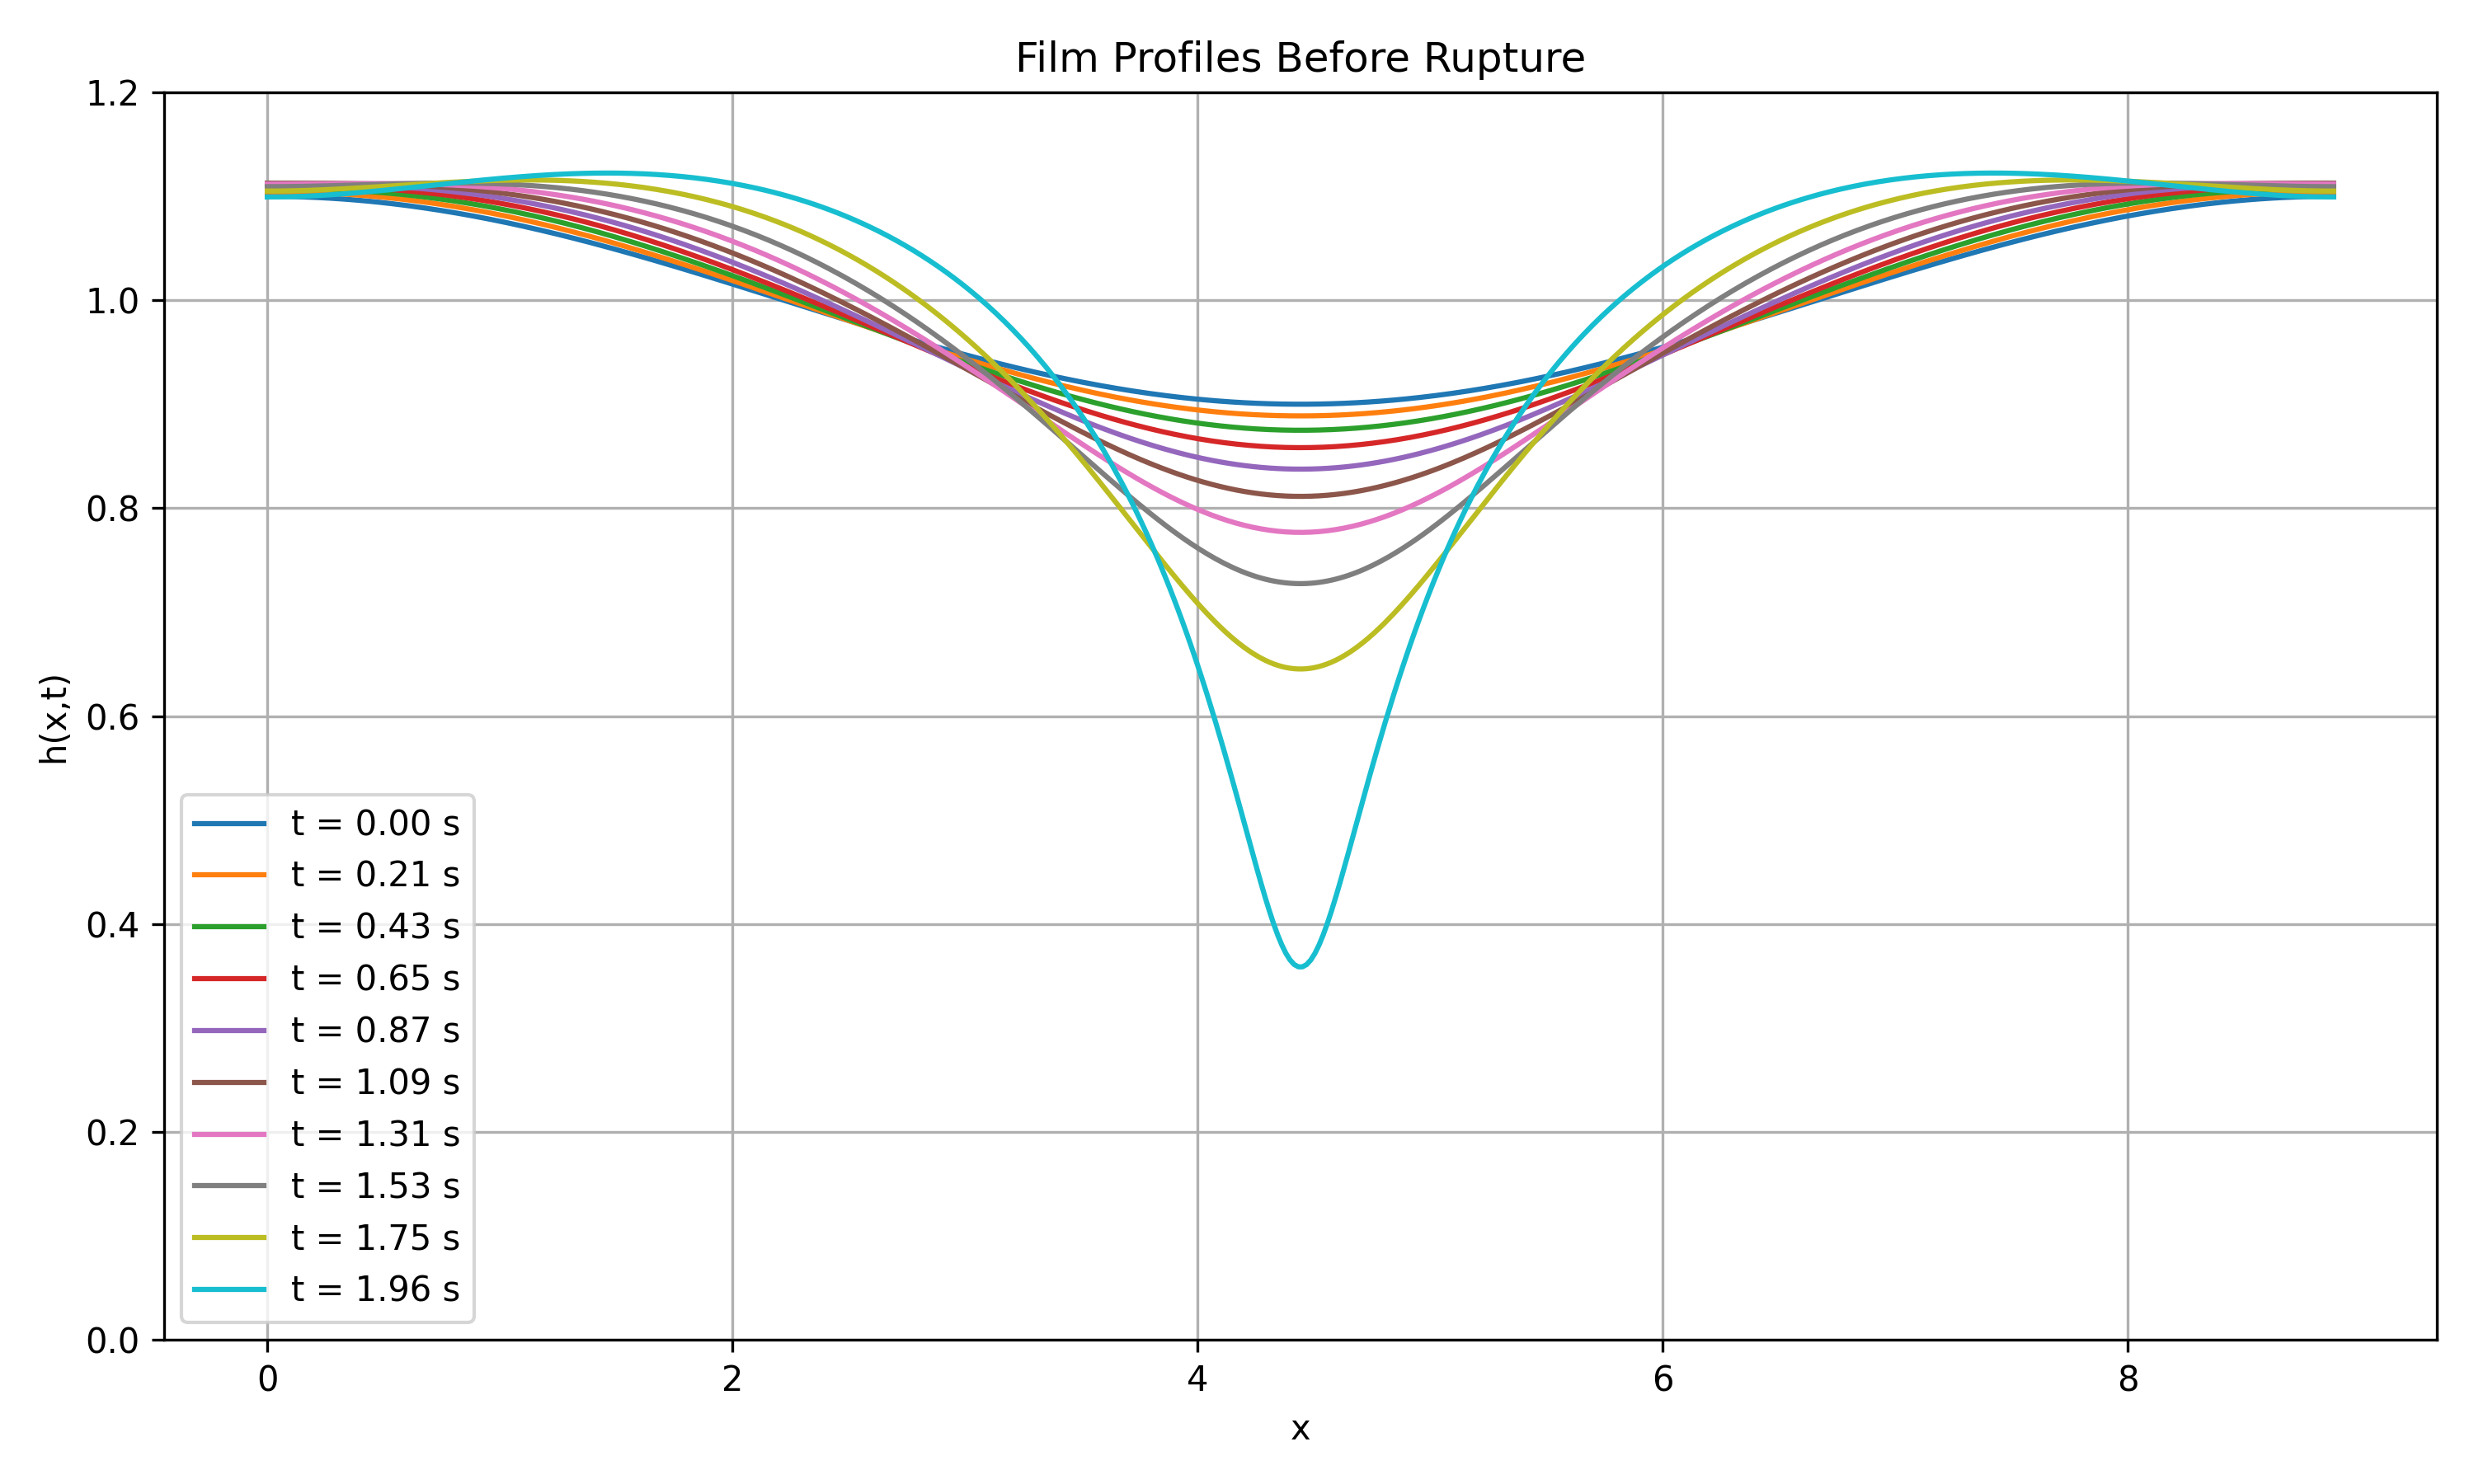 Film Profiles Before Rupture
1.2
1.0
0.8
0.6
0.4
0.2
0.0
h(x,t)
t = 0.00 s
t = 0.21 s
t = 0.43 s
t = 0.65 s
t = 0.87 s
t = 1.09 s
t = 1.31 s
t = 1.53 s
t = 1.75 s
t = 1.96 s
0 2 4 6 8
x